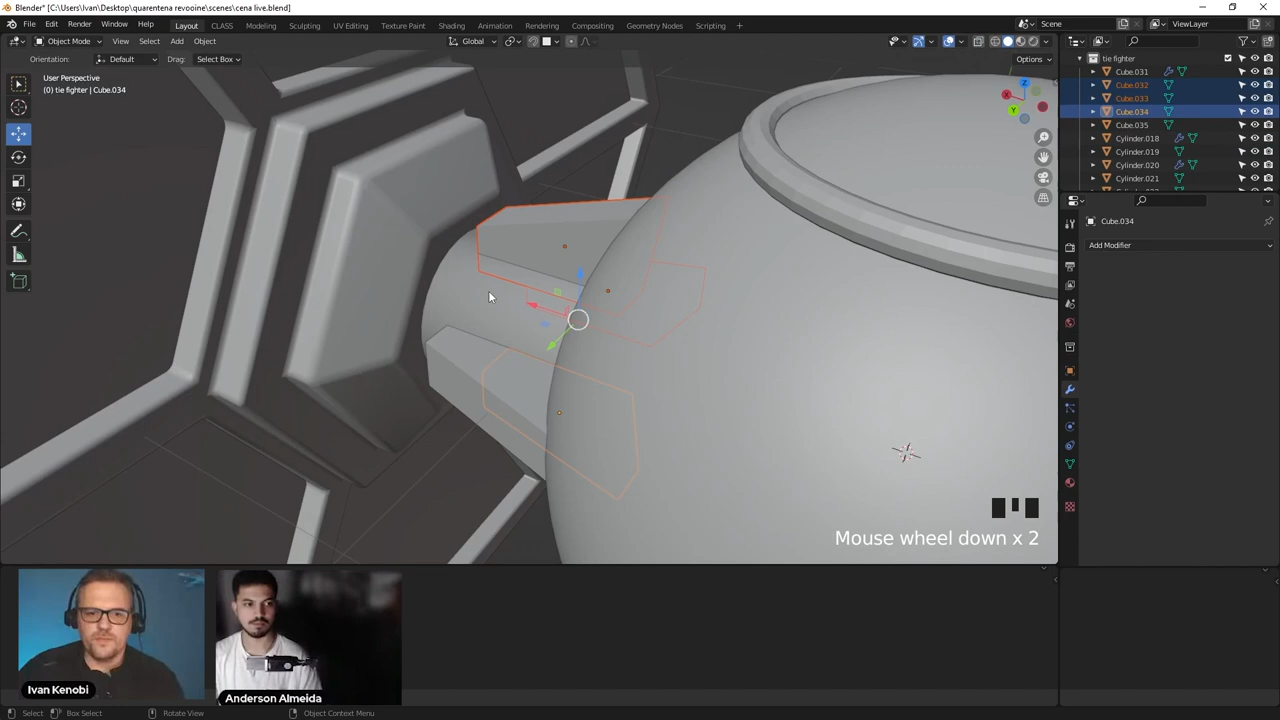 Blender* [C:\Users\Ivan\Desktop\quarentena revooine\scenes\cena live.blend]
File Edit Render Window Help Layout CLASS Modeling Sculpting UV Editing Texture Paint Shading Animation Rendering Compositing Geometry Nodes Scripting + Scene ViewLayer
Object Mode View Select Add Object Global
Orientation: Default Drag: Select Box Options
User Perspective
(0) tie fighter | Cube.034
tie fighter
Cube.031
Cube.032
Cube.033
Cube.034
Cube.035
Cylinder.018
Cylinder.019
Cylinder.020
Cylinder.021
Z
X
Y
Cube.034
Add Modifier
Mouse wheel down x 2
Ivan Kenobi
Anderson Almeida
Select Box Select Rotate View Object Context Menu